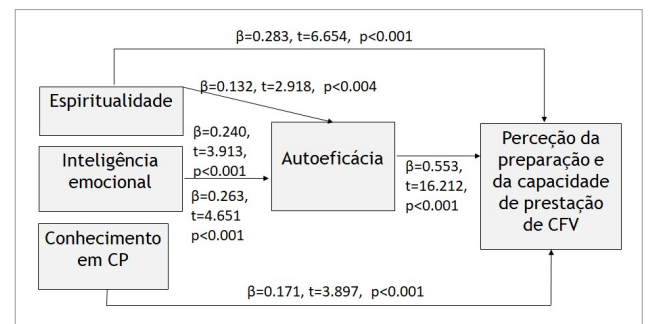 β=0.283, t=6.654, p<0.001
Espiritualidade
β=0.132, t=2.918, p<0.004
Inteligência
emocional
β=0.240,
t=3.913,
p<0.001
β=0.263,
t=4.651
p<0.001
Autoeficácia
β=0.553,
t=16.212,
p<0.001
Perceção da
preparação e
da capacidade
de prestação
de CFV
Conhecimento
em CP
β=0.171, t=3.897, p<0.001